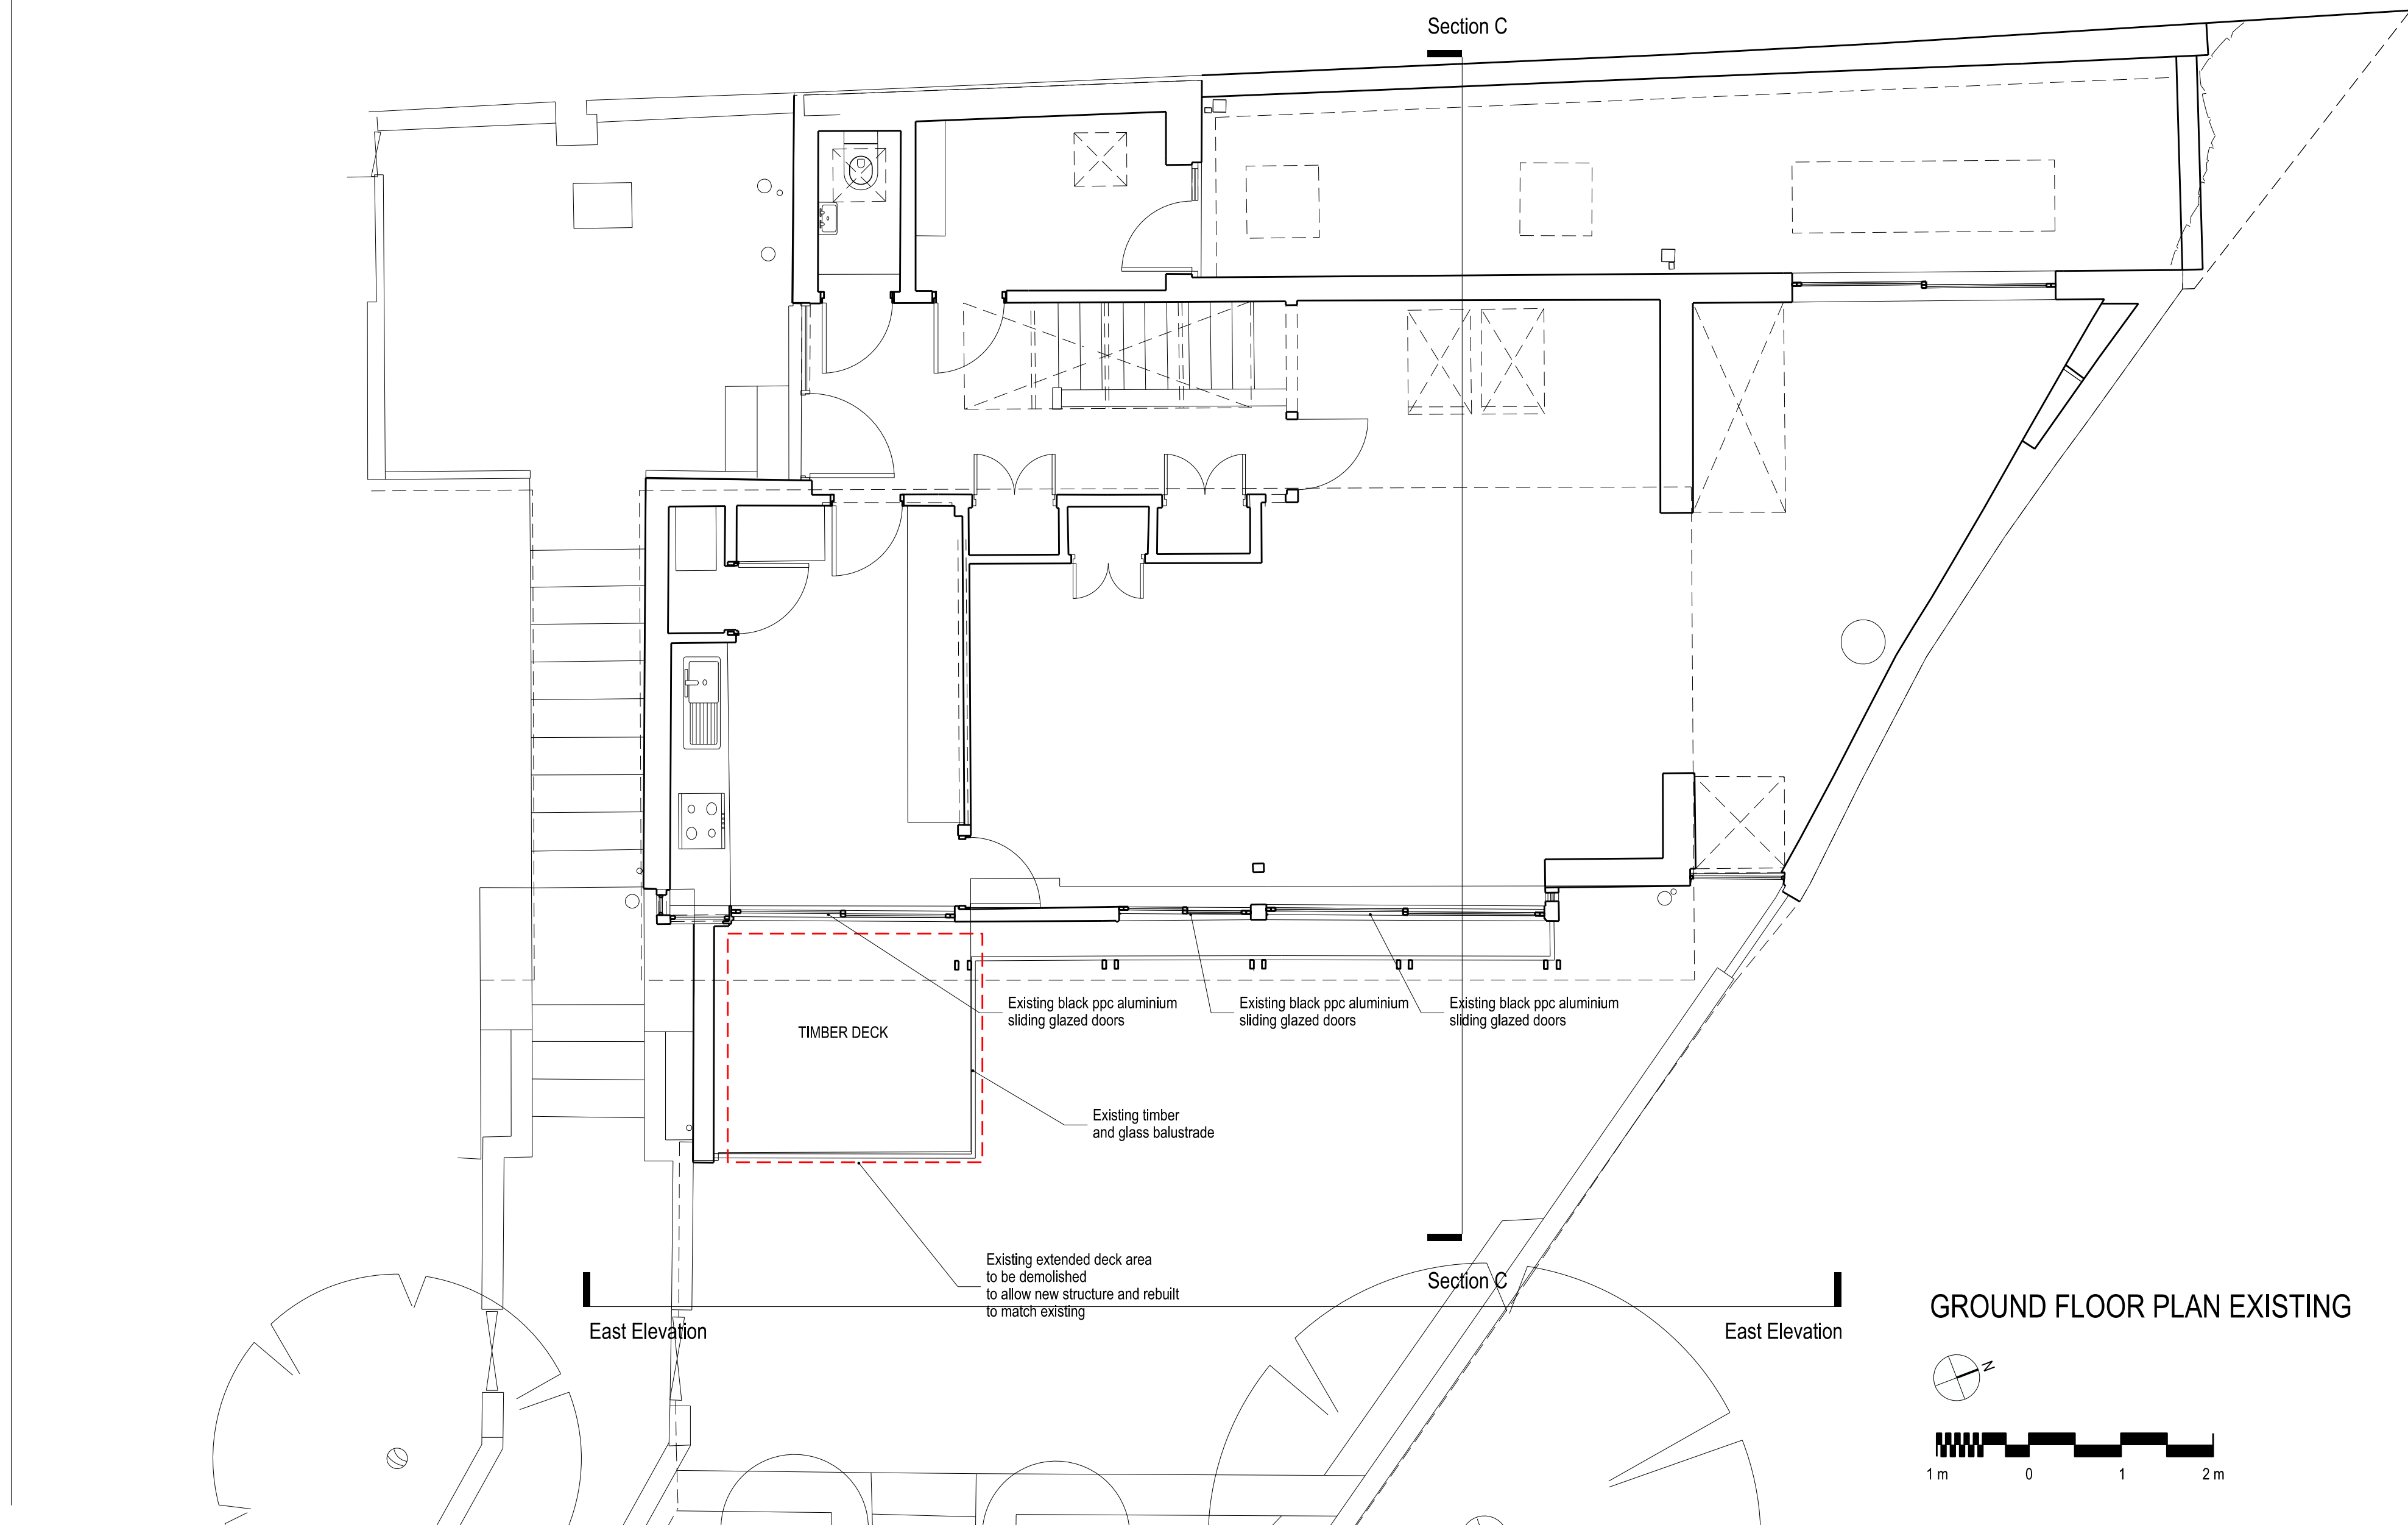 Section C
Existing black ppc aluminium
sliding glazed doors
Existing black ppc aluminium
sliding glazed doors
Existing black ppc aluminium
sliding glazed doors
TIMBER DECK
Existing timber
and glass balustrade
Existing extended deck area
to be demolished
to allow new structure and rebuilt
to match existing
Section C
East Elevation
East Elevation
GROUND FLOOR PLAN EXISTING
N
1 m 0 1 2 m